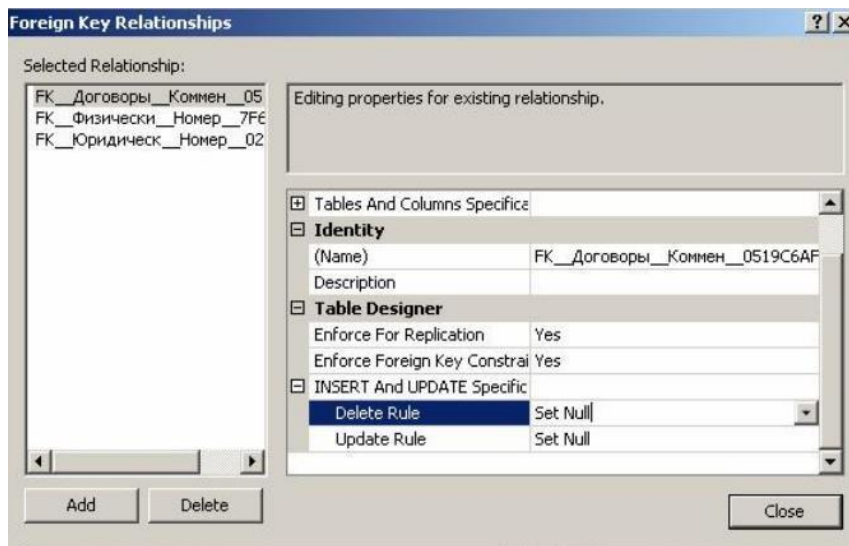 Foreign Key Relationships
Selected Relationship:
FK__Договоры__Коммен__05
FK__Физически__Номер__7F6
FK__Юридическ__Номер__02
Editing properties for existing relationship.
Tables And Columns Specifica
Identity
(Name) FK__Договоры__Коммен__0519C6AF
Description
Table Designer
Enforce For Replication Yes
Enforce Foreign Key Constrai Yes
INSERT And UPDATE Specific
Delete Rule Set Null
Update Rule Set Null
Add Delete
Close